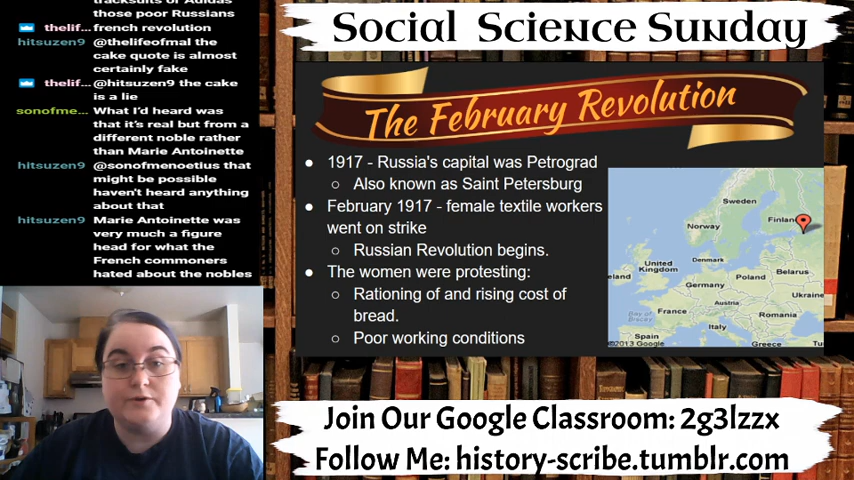 tracksuits of Adidas
those poor Russians
thelif... french revolution
hitsuzen9 @thelifofmal the
cake quote is almost
certainly fake
thelif... @hitsuzen9 the cake
is a lie
sonofme... What I'd heard was
that it's real but from a
different noble rather
than Marie Antoinette
hitsuzen9 @sonofmenoetius that
might be possible
haven't heard anything
about that
hitsuzen9 Marie Antoinette was
very much a figure
head for what the
French commoners
hated about the nobles
Social Science Sunday
The February Revolution
● 1917 - Russia's capital was Petrograd
○ Also known as Saint Petersburg
● February 1917 - female textile workers
went on strike
○ Russian Revolution begins.
● The women were protesting:
○ Rationing of and rising cost of
bread.
○ Poor working conditions
Sweden
Finland
Norway
United
Kingdom
Denmark
eland
Poland
Belarus
Germany
Ukraine
Austria
France
Romania
Bay of
Biscay
Italy
Spain
Greece
Tu
©2013 Google
Join Our Google Classroom: 2g3lzzx
Follow Me: history-scribe.tumblr.com